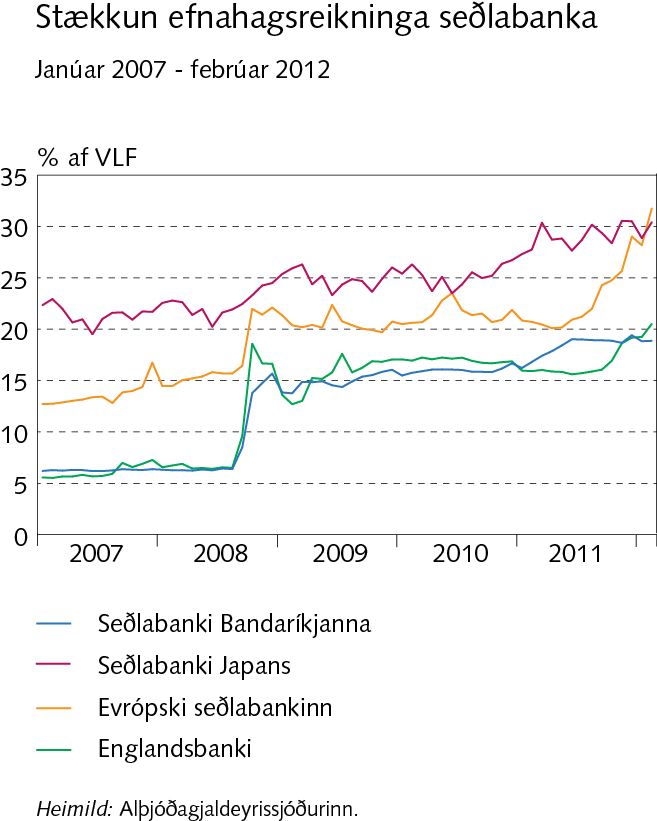 Stækkun efnahagsreikninga seðlabanka
Janúar 2007 - febrúar 2012
% af VLF
35
30
25
20
15
10
5
0
2007 2008 2009 2010 2011
Seðlabanki Bandaríkjanna
Seðlabanki Japans
Evrópski seðlabankinn
Englandsbanki
Heimild: Alþjóðagjaldeyrissjóðurinn.